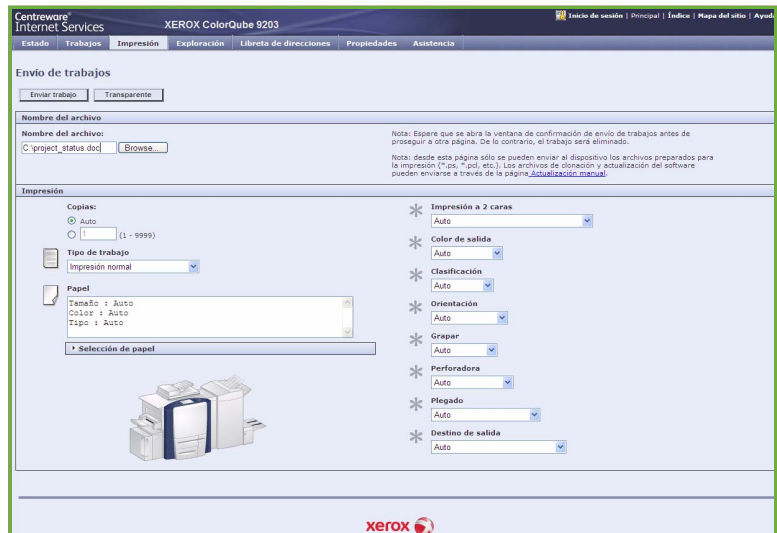 Centreware®
Internet Services
XEROX ColorQube 9203
Inicio de sesión | Principal | Índice | Mapa del sitio | Ayuda
Estado Trabajos Impresión Exploración Libreta de direcciones Propiedades Asistencia
Envío de trabajos
Enviar trabajo Transparente
Nombre del archivo
Nombre del archivo:
C:\project_status.doc Browse...
Nota: Espere que se abra la ventana de confirmación de envío de trabajos antes de
proseguir a otra página. De lo contrario, el trabajo será eliminado.
Nota: desde esta página sólo se pueden enviar al dispositivo los archivos preparados para
la impresión (*.ps, *.pcl, etc.). Los archivos de clonación y actualización del software
pueden enviarse a través de la página Actualización manual.
Impresión
Copias:
Auto
1 (1 - 9999)
Tipo de trabajo
Impresión normal
Papel
Tamaño : Auto
Color : Auto
Tipo : Auto
Selección de papel
Impresión a 2 caras
Auto
Color de salida
Auto
Clasificación
Auto
Orientación
Auto
Grapar
Auto
Perforadora
Auto
Plegado
Auto
Destino de salida
Auto
xerox